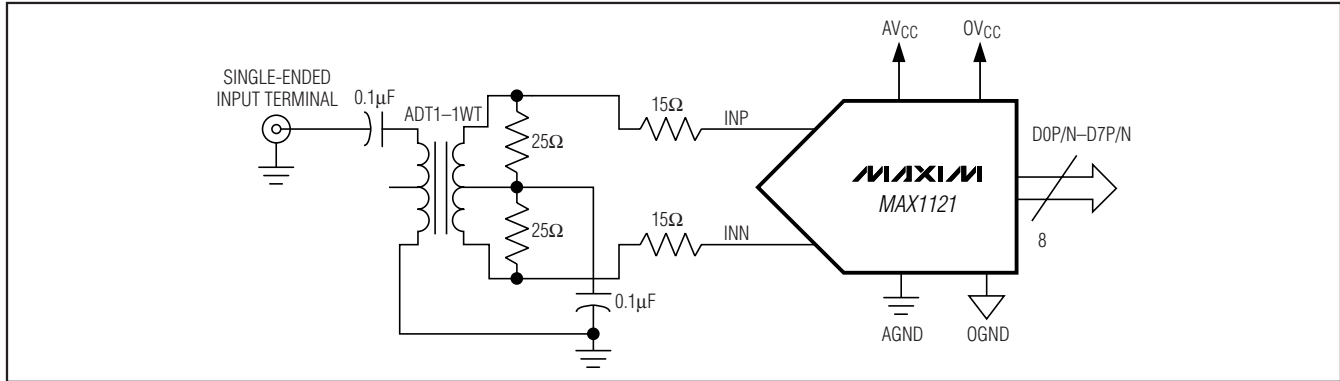 SINGLE-ENDED
INPUT TERMINAL
0.1μF
ADT1–1WT
25Ω
25Ω
0.1μF
15Ω
INP
15Ω
INN
AVCC
OVCC
MAXIM
MAX1121
D0P/N–D7P/N
8
AGND
OGND